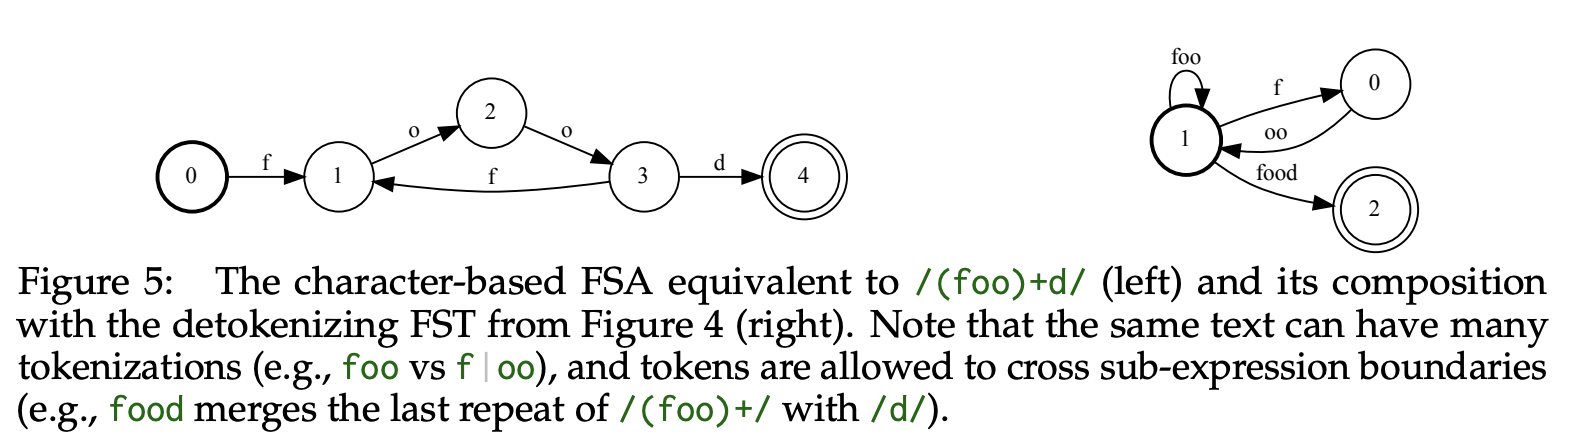 foo
2
0
f
o
o
oo
0
f
1
f
3
d
4
1
food
2
Figure 5: The character-based FSA equivalent to /(foo)+d/ (left) and its composition
with the detokenizing FST from Figure 4 (right). Note that the same text can have many
tokenizations (e.g., foo vs f|oo), and tokens are allowed to cross sub-expression boundaries
(e.g., food merges the last repeat of /(foo)+/ with /d/).